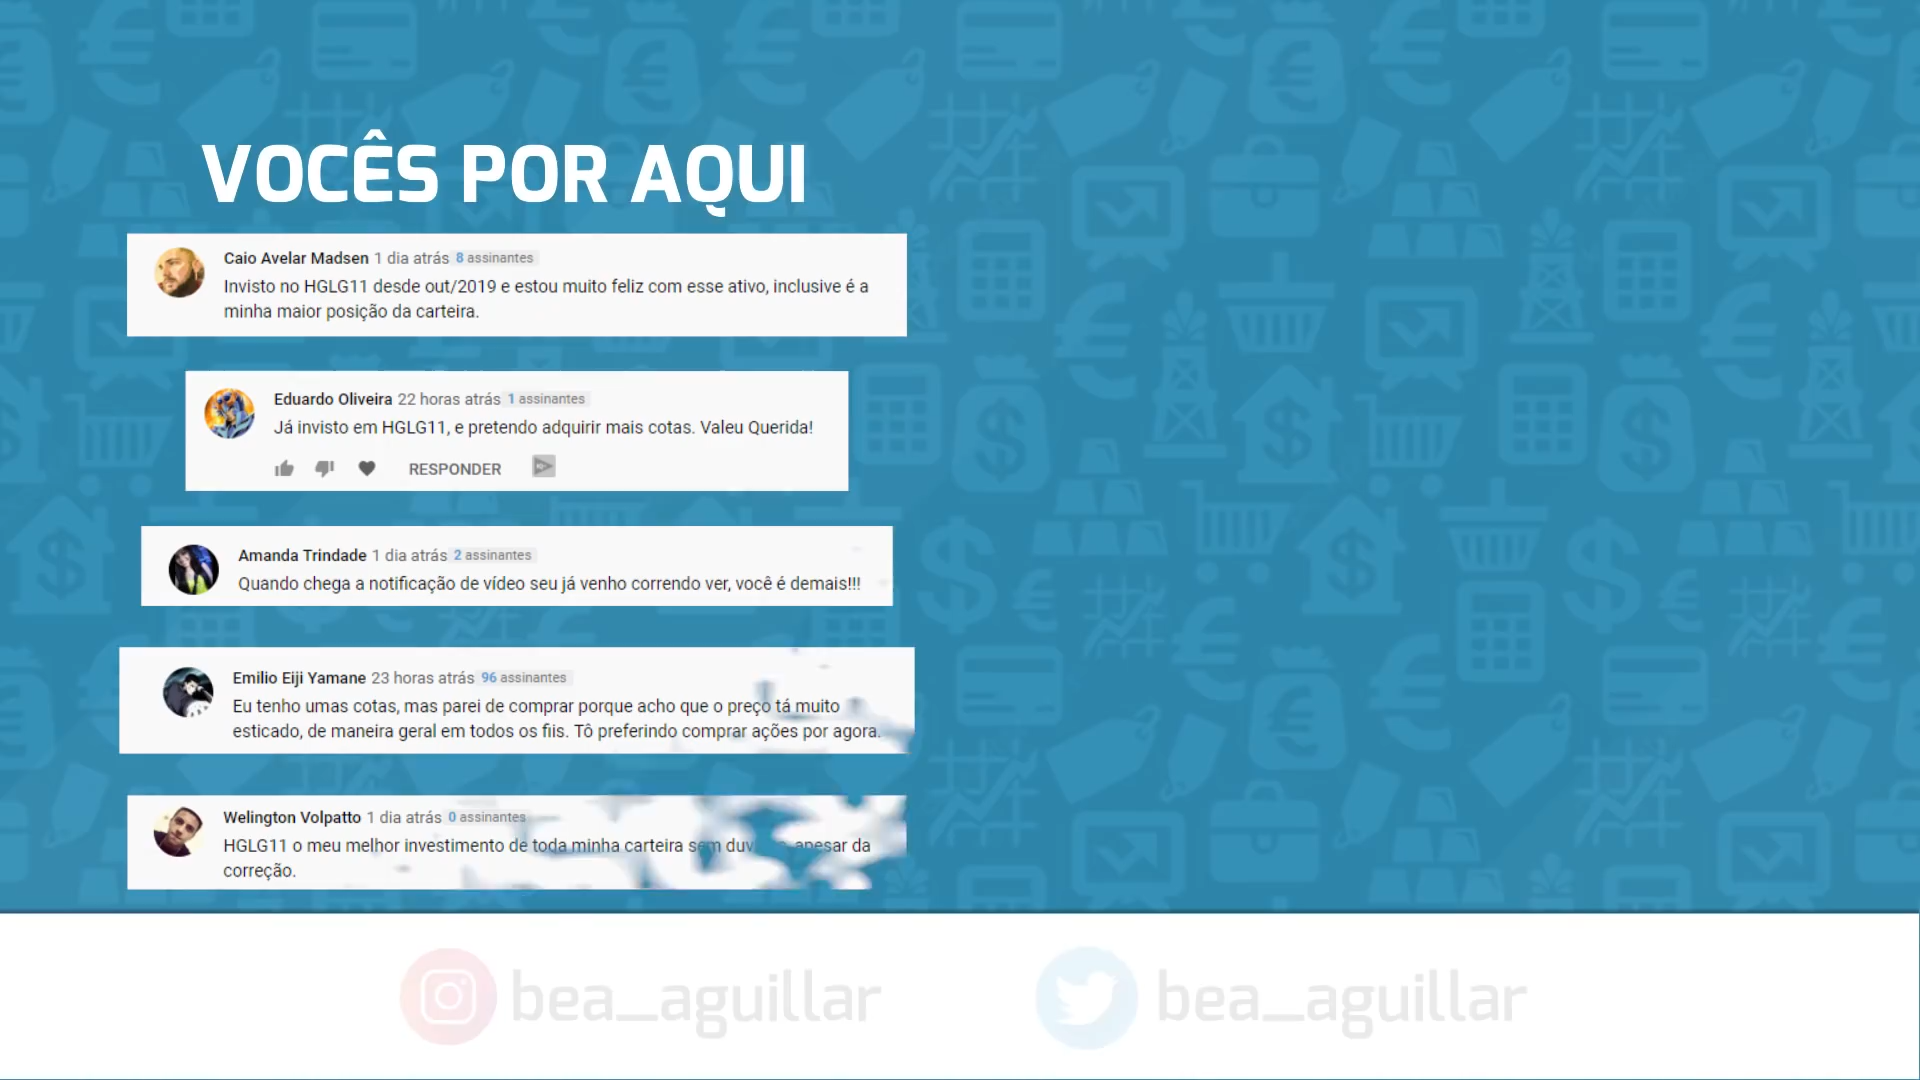 VOCÊS POR AQUI
Caio Avelar Madsen 1 dia atrás 8 assinantes
Invisto no HGLG11 desde out/2019 e estou muito feliz com esse ativo, inclusive é a
minha maior posição da carteira.
Eduardo Oliveira 22 horas atrás 1 assinantes
Já invisto em HGLG11, e pretendo adquirir mais cotas. Valeu Querida!
RESPONDER
Amanda Trindade 1 dia atrás 2 assinantes
Quando chega a notificação de vídeo seu já venho correndo ver, você é demais!!!
Emilio Eiji Yamane 23 horas atrás 96 assinantes
Eu tenho umas cotas, mas parei de comprar porque acho que o preço tá muito
esticado, de maneira geral em todos os fiis. Tô preferindo comprar ações por agora.
Welington Volpatto 1 dia atrás 0 assinantes
HGLG11 o meu melhor investimento de toda minha carteira sem apesar da
correção.
bea_aguillar bea_aguillar